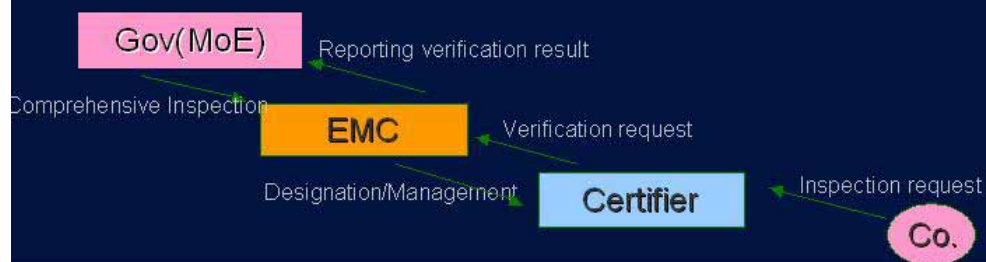 Gov(MoE)
Reporting verification result
Comprehensive Inspection
EMC
Verification request
Designation/Management
Certifier
Inspection request
Co.